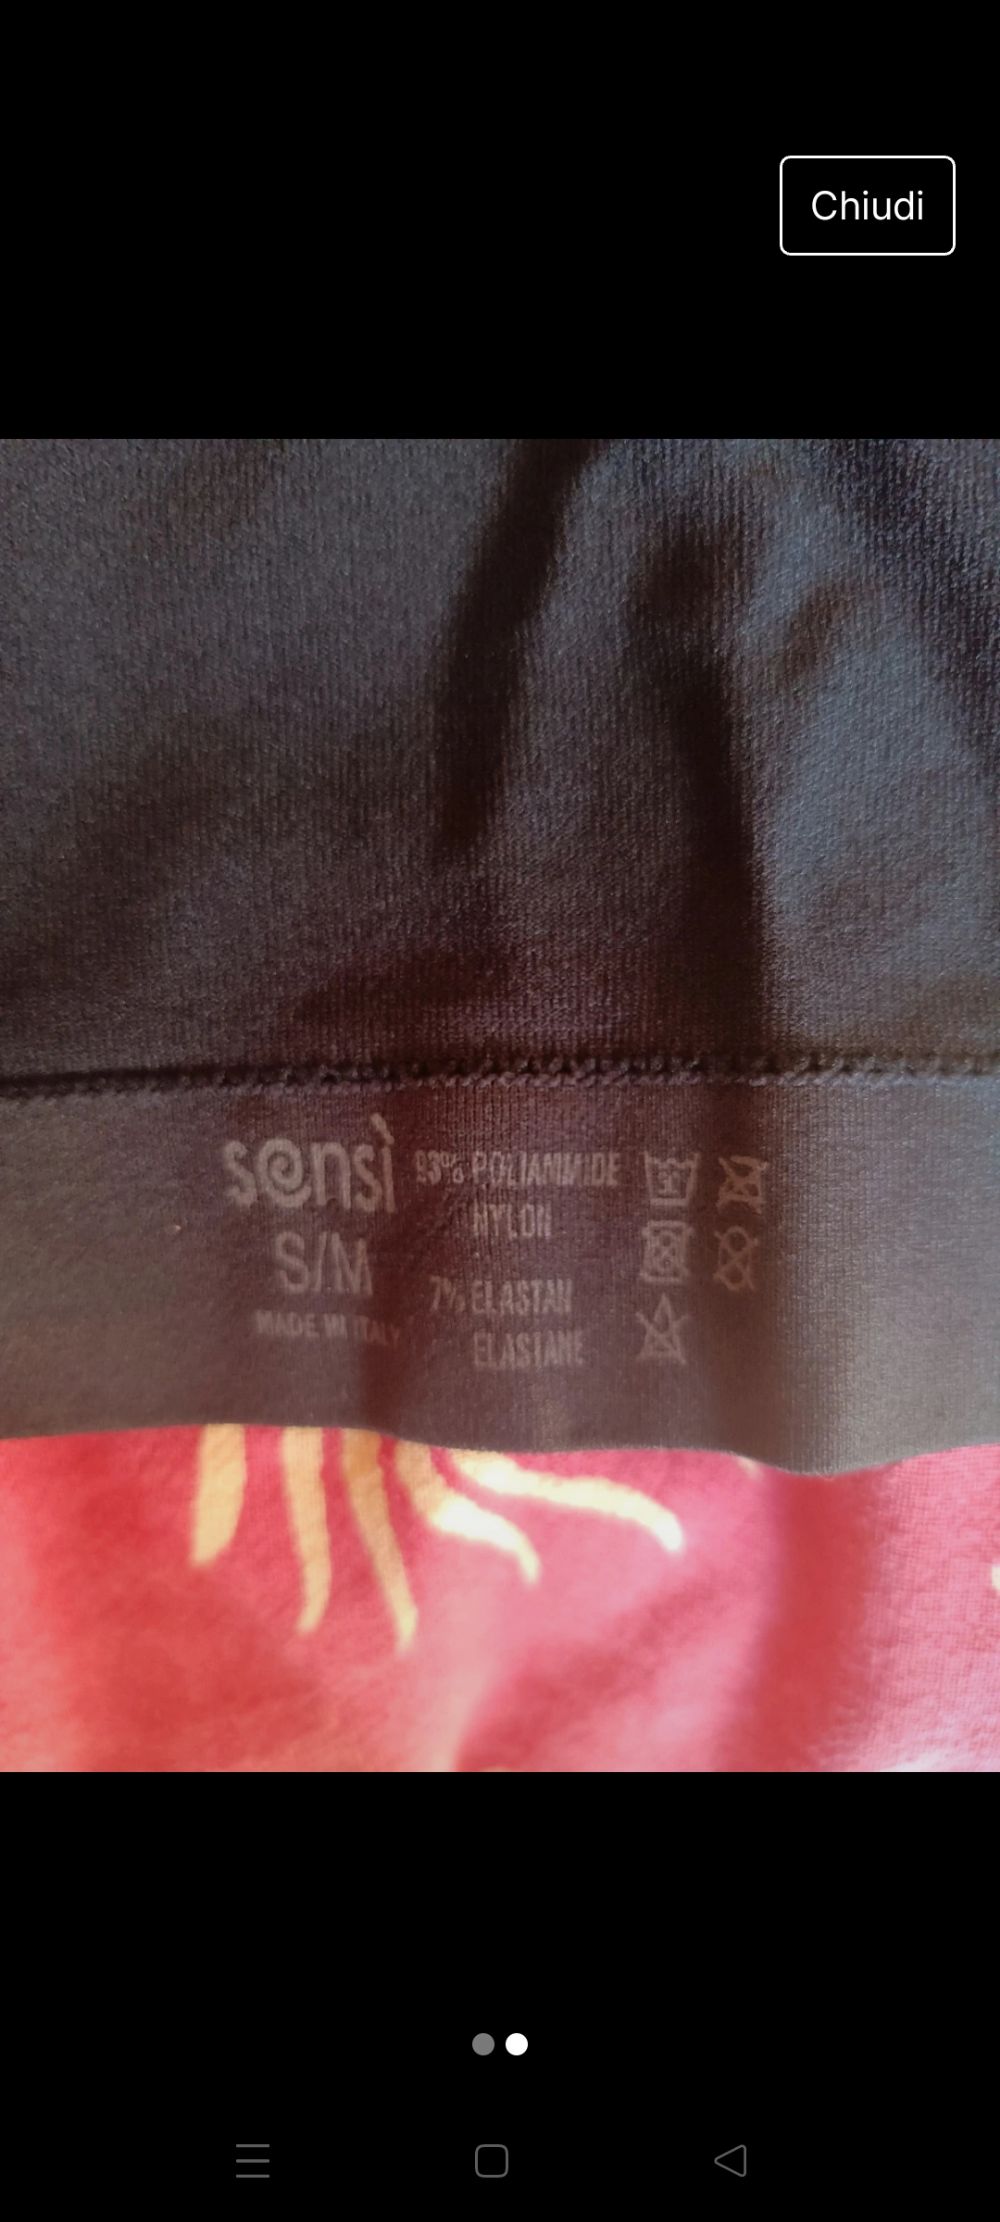 Chiudi
sensì
S/M
MADE IN ITALY
93% POLIAMMIDE
NYLON
7% ELASTAN
ELASTANE